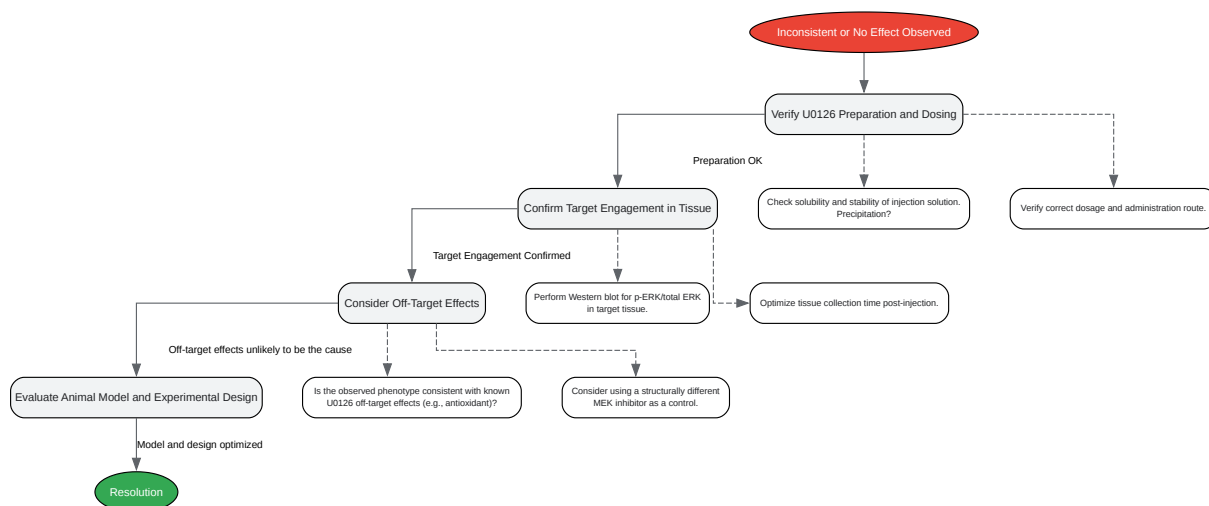 Inconsistent or No Effect Observed
Verify U0126 Preparation and Dosing
Preparation OK
Confirm Target Engagement in Tissue
Check solubility and stability of injection solution.
Precipitation?
Verify correct dosage and administration route.
Target Engagement Confirmed
Consider Off-Target Effects
Perform Western blot for p-ERK/total ERK
in target tissue.
Optimize tissue collection time post-injection.
Off-target effects unlikely to be the cause
Evaluate Animal Model and Experimental Design
Is the observed phenotype consistent with known
U0126 off-target effects (e.g., antioxidant)?
Consider using a structurally different
MEK inhibitor as a control.
Model and design optimized
Resolution